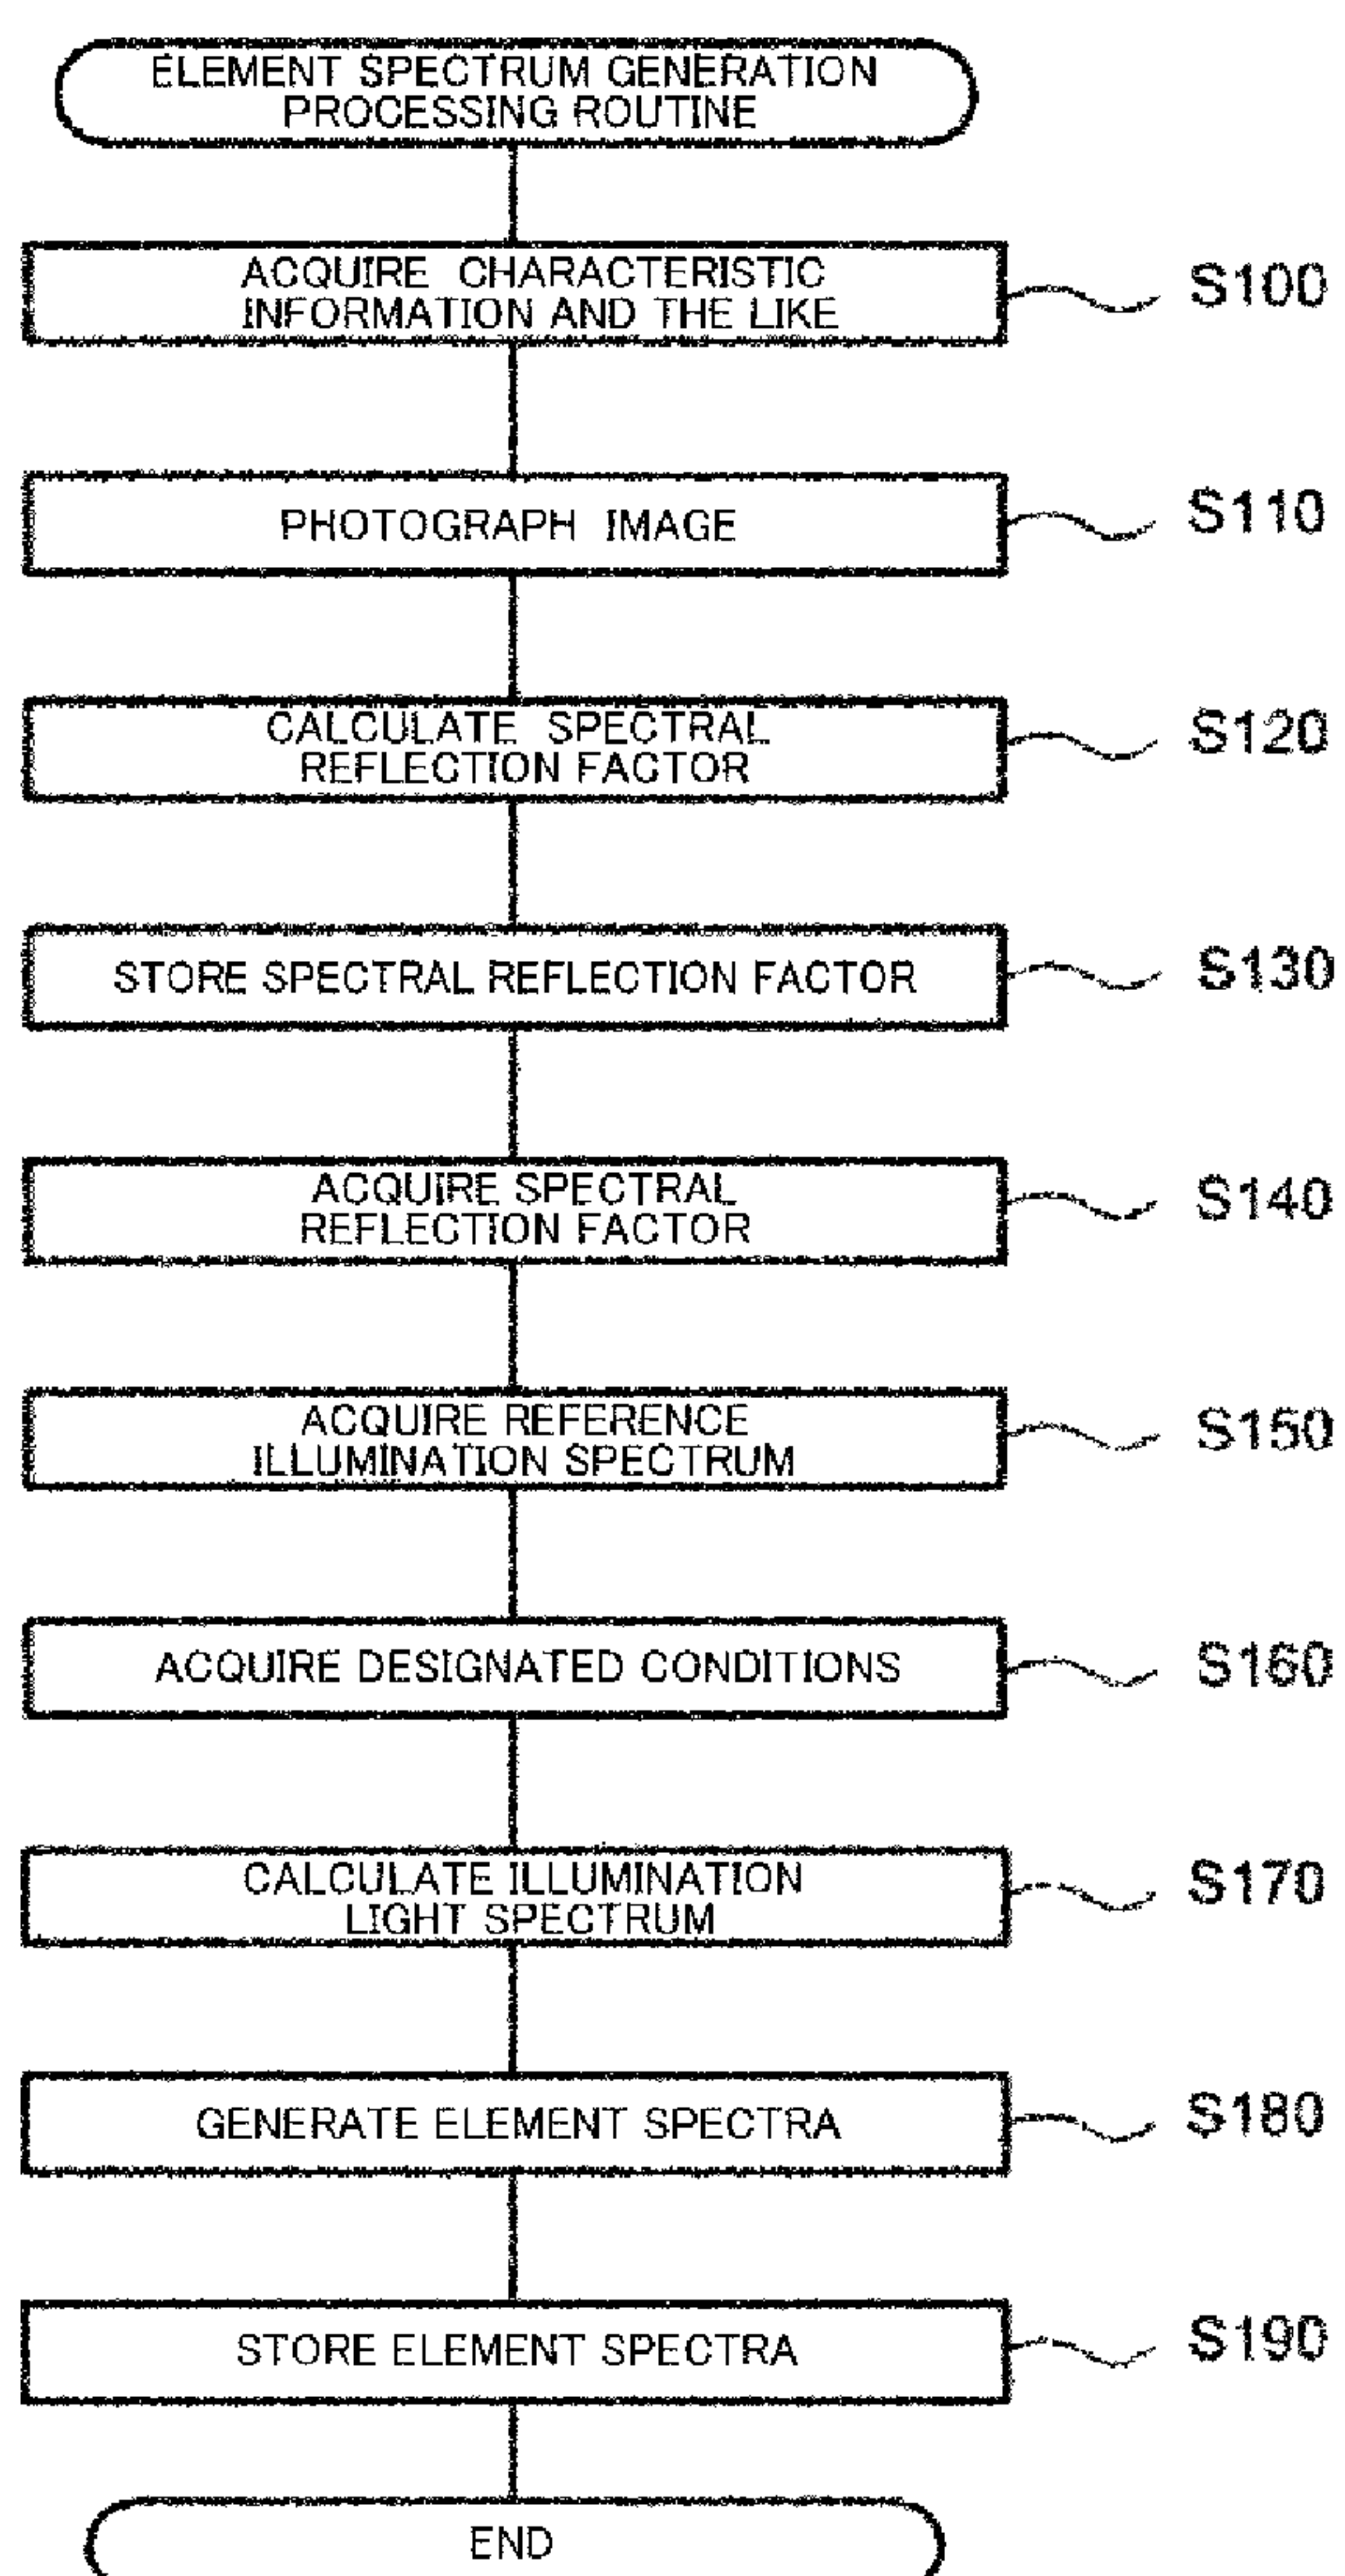 ELEMENT SPECTRUM GENERATION
PROCESSING ROUTINE
ACQUIRE CHARACTERISTIC
INFORMATION AND THE LIKE
S100
PHOTOGRAPH IMAGE
S110
CALCULATE SPECTRAL
REFLECTION FACTOR
S120
STORE SPECTRAL REFLECTION FACTOR
S130
ACQUIRE SPECTRAL
REFLECTION FACTOR
S140
ACQUIRE REFERENCE
ILLUMINATION SPECTRUM
S150
ACQUIRE DESIGNATED CONDITIONS
S160
CALCULATE ILLUMINATION
LIGHT SPECTRUM
S170
GENERATE ELEMENT SPECTRA
S180
STORE ELEMENT SPECTRA
S190
END